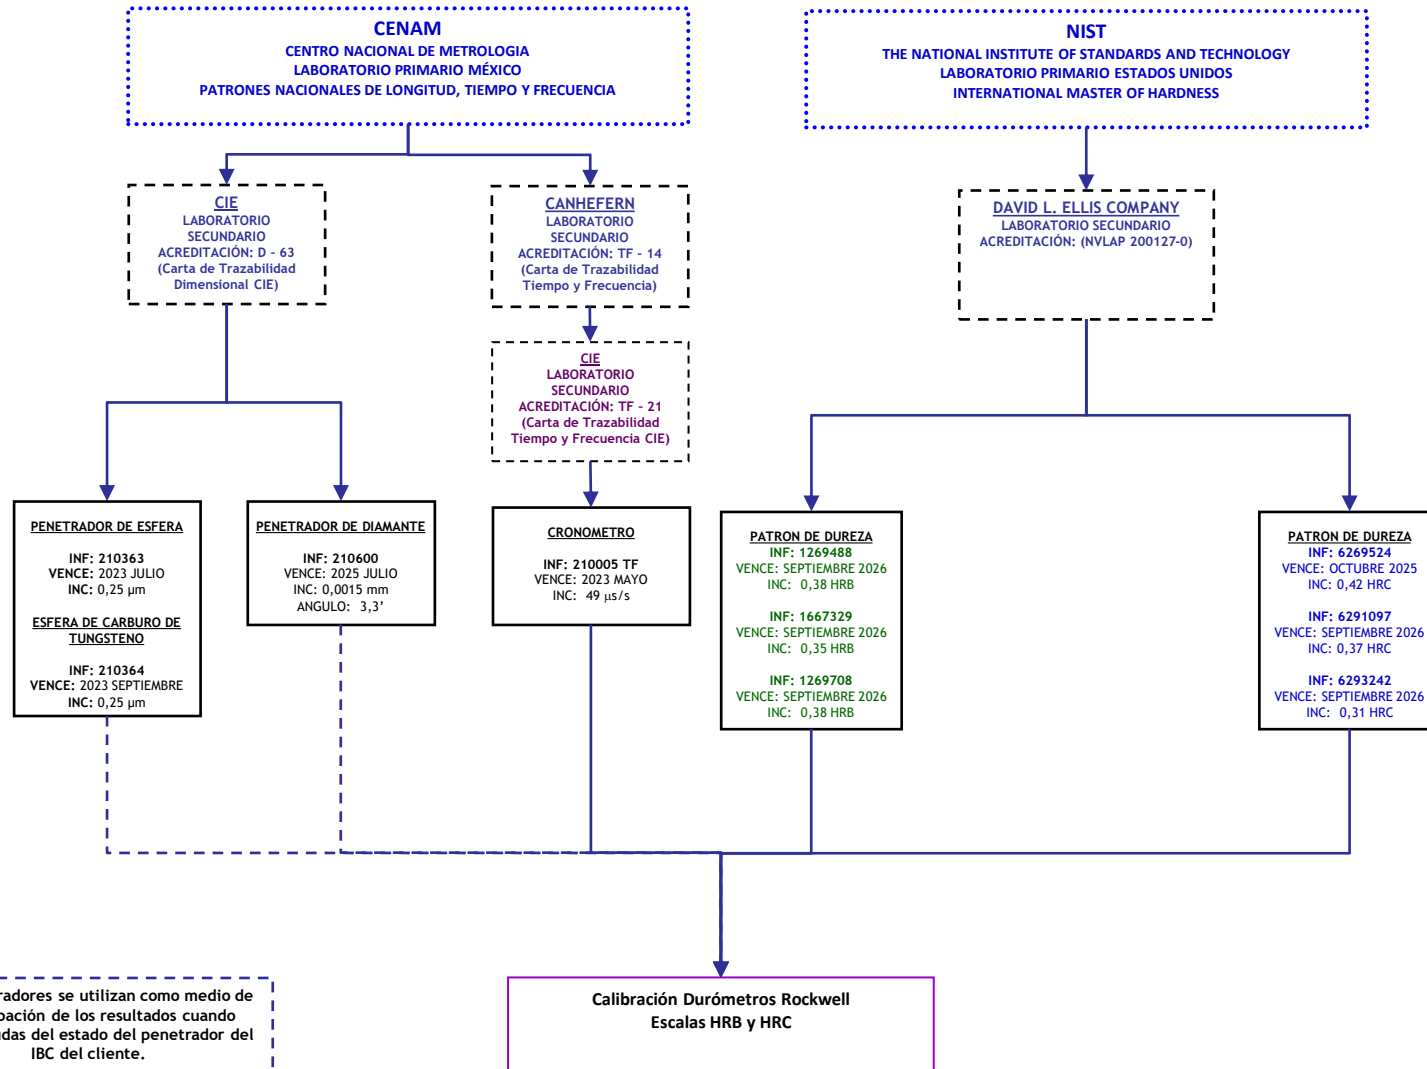 CENAM
CENTRO NACIONAL DE METROLOGIA
LABORATORIO PRIMARIO MÉXICO
PATRONES NACIONALES DE LONGITUD, TIEMPO Y FRECUENCIA
NIST
THE NATIONAL INSTITUTE OF STANDARDS AND TECHNOLOGY
LABORATORIO PRIMARIO ESTADOS UNIDOS
INTERNATIONAL MASTER OF HARDNESS
CIE
LABORATORIO
SECUNDARIO
ACREDITACIÓN: D - 63
(Carta de Trazabilidad
Dimensional CIE)
CANHEFERN
LABORATORIO
SECUNDARIO
ACREDITACIÓN: TF - 14
(Carta de Trazabilidad
Tiempo y Frecuencia)
DAVID L. ELLIS COMPANY
LABORATORIO SECUNDARIO
ACREDITACIÓN: (NVLAP 200127-0)
CIE
LABORATORIO
SECUNDARIO
ACREDITACIÓN: TF - 21
(Carta de Trazabilidad
Tiempo y Frecuencia CIE)
PENETRADOR DE ESFERA
INF: 210363
VENCE: 2023 JULIO
INC: 0,25 µm
ESFERA DE CARBURO DE
TUNGSTENO
INF: 210364
VENCE: 2023 SEPTIEMBRE
INC: 0,25 µm
PENETRADOR DE DIAMANTE
INF: 210600
VENCE: 2025 JULIO
INC: 0,0015 mm
ANGULO: 3,3’
CRONOMETRO
INF: 210005 TF
VENCE: 2023 MAYO
INC: 49 µs/s
PATRON DE DUREZA
INF: 1269488
VENCE: SEPTIEMBRE 2026
INC: 0,38 HRB
INF: 1667329
VENCE: SEPTIEMBRE 2026
INC: 0,35 HRB
INF: 1269708
VENCE: SEPTIEMBRE 2026
INC: 0,38 HRB
PATRON DE DUREZA
INF: 6269524
VENCE: OCTUBRE 2025
INC: 0,42 HRC
INF: 6291097
VENCE: SEPTIEMBRE 2026
INC: 0,37 HRC
INF: 6293242
VENCE: SEPTIEMBRE 2026
INC: 0,31 HRC
radores se utilizan como medio de
bación de los resultados cuando
udas del estado del penetrador del
IBC del cliente.
Calibración Durómetros Rockwell
Escalas HRB y HRC